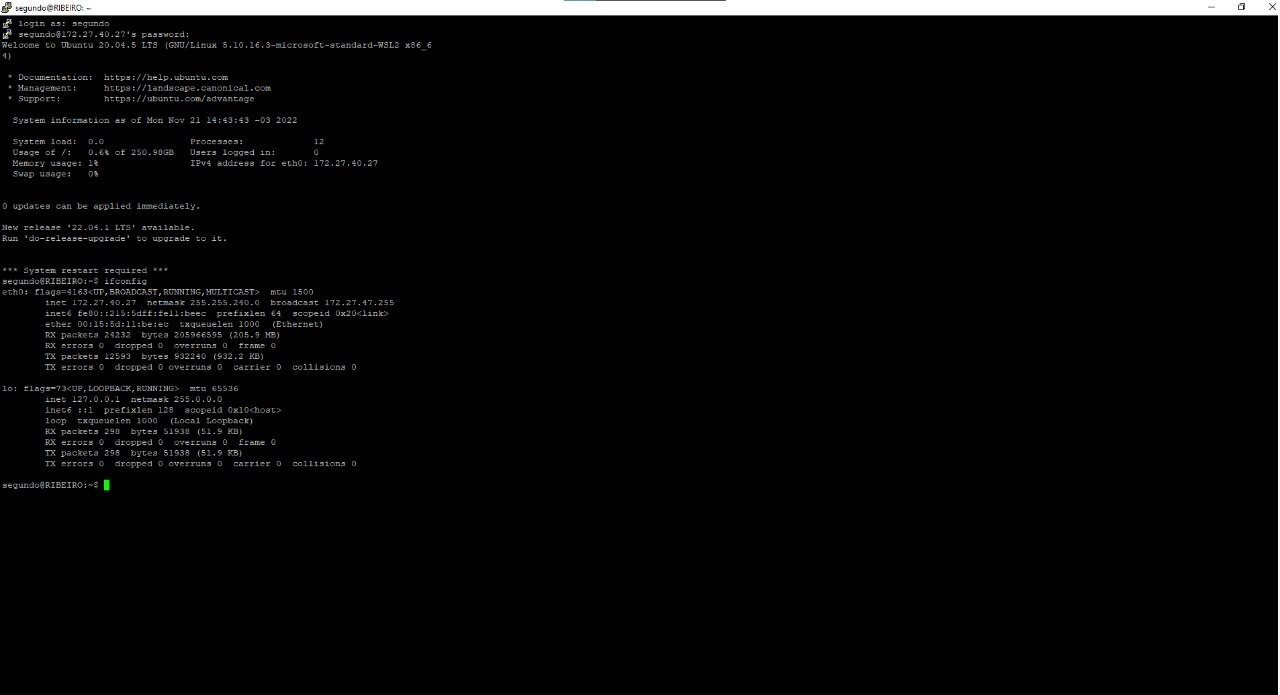 segundo@RIBEIRO: ~
login as: segundo
segundo@172.27.40.27's password:
Welcome to Ubuntu 20.04.5 LTS (GNU/Linux 5.10.16.3-microsoft-standard-WSL2 x86_6
4)
* Documentation:  https://help.ubuntu.com
* Management:     https://landscape.canonical.com
* Support:        https://ubuntu.com/advantage
System information as of Mon Nov 21 14:43:43 -03 2022
System load:  0.0                Processes:             12
Usage of /:   0.6% of 250.98GB   Users logged in:       0
Memory usage: 1%                 IPv4 address for eth0: 172.27.40.27
Swap usage:   0%
0 updates can be applied immediately.
New release '22.04.1 LTS' available.
Run 'do-release-upgrade' to upgrade to it.
*** System restart required ***
segundo@RIBEIRO:~$ ifconfig
eth0: flags=4163<UP,BROADCAST,RUNNING,MULTICAST>  mtu 1500
inet 172.27.40.27  netmask 255.255.240.0  broadcast 172.27.47.255
inet6 fe80::215:5dff:fe11:beec  prefixlen 64  scopeid 0x20<link>
ether 00:15:5d:11:be:ec  txqueuelen 1000  (Ethernet)
RX packets 24232  bytes 205966595 (205.9 MB)
RX errors 0  dropped 0  overruns 0  frame 0
TX packets 12593  bytes 932240 (932.2 KB)
TX errors 0  dropped 0 overruns 0  carrier 0  collisions 0
lo: flags=73<UP,LOOPBACK,RUNNING>  mtu 65536
inet 127.0.0.1  netmask 255.0.0.0
inet6 ::1  prefixlen 128  scopeid 0x10<host>
loop  txqueuelen 1000  (Local Loopback)
RX packets 298  bytes 51938 (51.9 KB)
RX errors 0  dropped 0  overruns 0  frame 0
TX packets 298  bytes 51938 (51.9 KB)
TX errors 0  dropped 0 overruns 0  carrier 0  collisions 0
segundo@RIBEIRO:~$